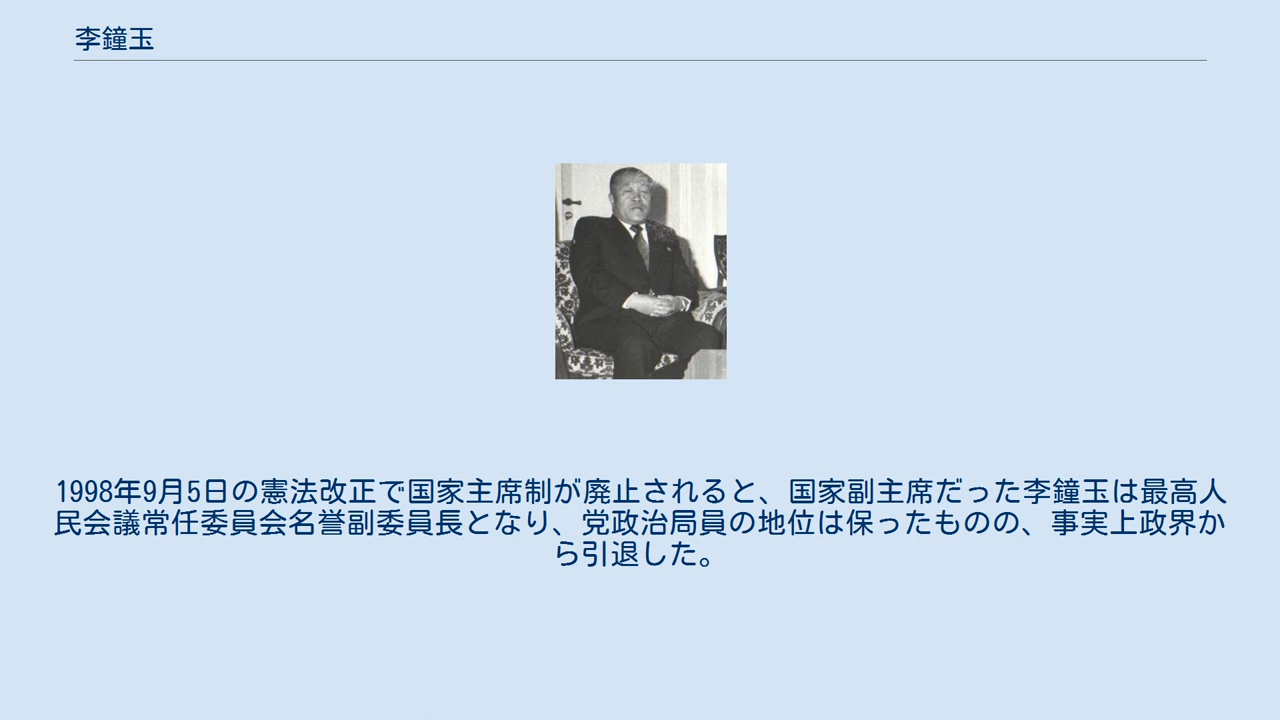 李鐘玉
1998年9月5日の憲法改正で国家主席制が廃止されると、国家副主席だった李鐘玉は最高人
民会議常任委員会名誉副委員長となり、党政治局員の地位は保ったものの、事実上政界か
ら引退した。